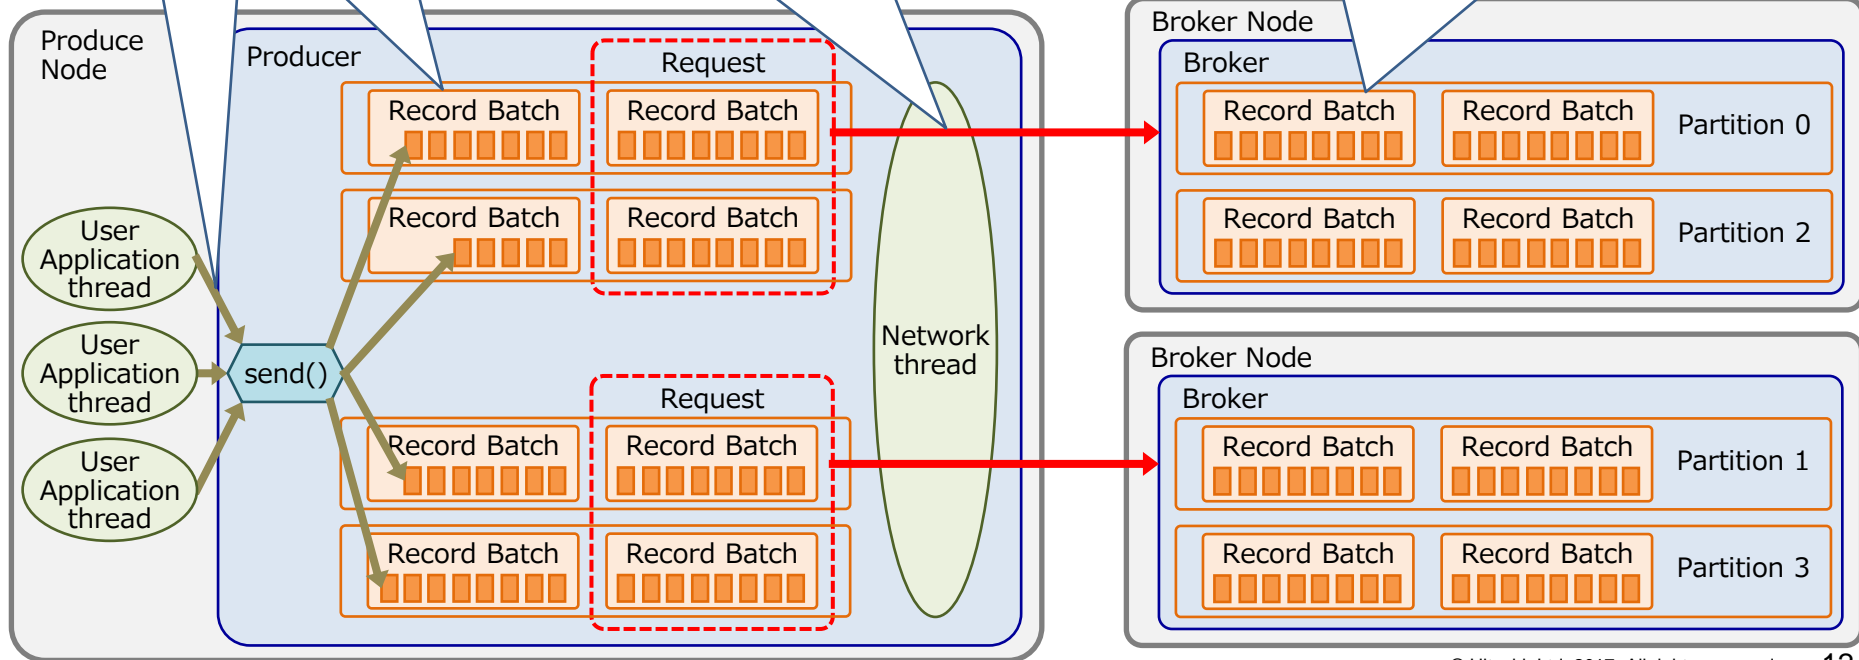 Produce
Node
Producer
Request
Record Batch
Record Batch
Record Batch
Record Batch
User
Application
thread
User
Application
thread
User
Application
thread
send()
Network
thread
Request
Record Batch
Record Batch
Record Batch
Record Batch
Broker Node
Broker
Record Batch
Record Batch
Partition 0
Record Batch
Record Batch
Partition 2
Broker Node
Broker
Record Batch
Record Batch
Partition 1
Record Batch
Record Batch
Partition 3